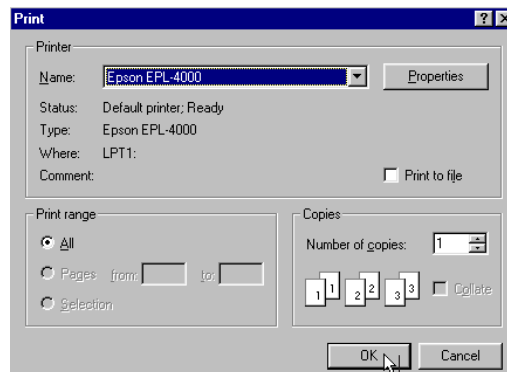 Print
Printer
Name: Epson EPL-4000 Properties
Status: Default printer; Ready
Type: Epson EPL-4000
Where: LPT1:
Comment: Print to file
Print range
All
Pages from: to:
Selection
Copies
Number of copies: 1
1 1 2 2 3 3 Collate
OK Cancel